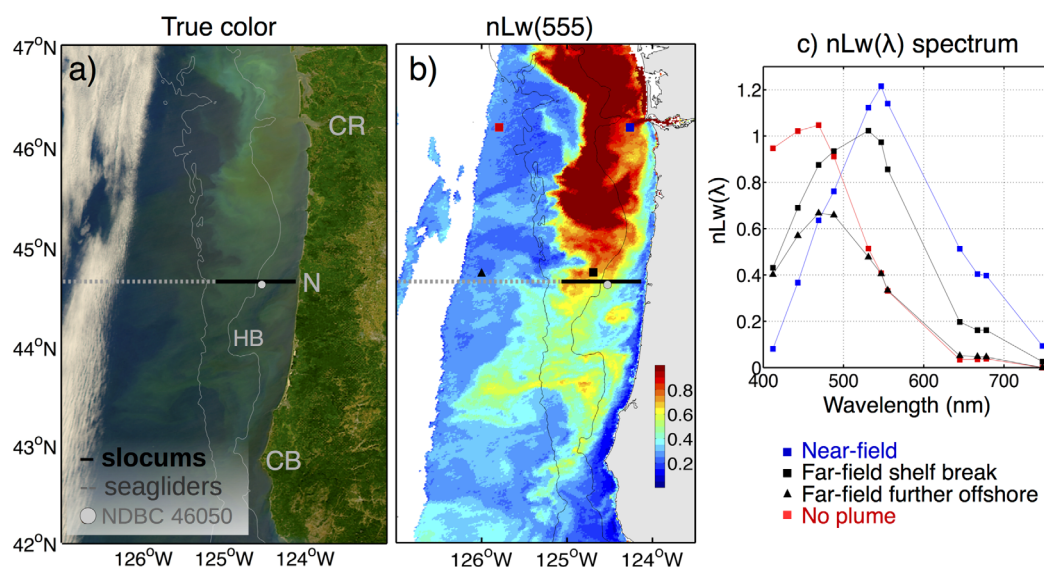 True color
nLw(555)
c) nLw(λ) spectrum
a)
b)
47°N
46°N
45°N
44°N
43°N
42°N
126°W
125°W
124°W
CR
N
HB
CB
– slocums
seagliders
NDBC 46050
126°W
125°W
124°W
0.8
0.6
0.4
0.2
nLw(λ)
1.2
1
0.8
0.6
0.4
0.2
0
400
500
600
700
Wavelength (nm)
Near-field
Far-field shelf break
Far-field further offshore
No plume